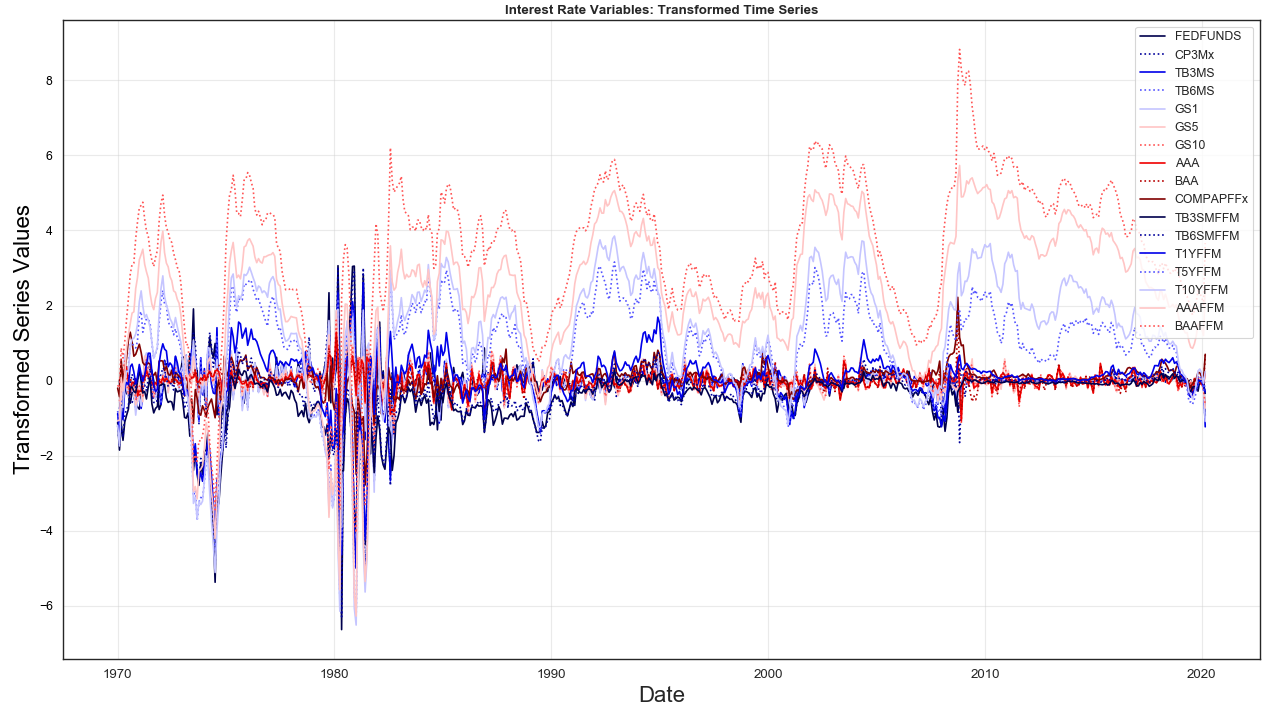 Interest Rate Variables: Transformed Time Series
Transformed Series Values
8
6
4
2
0
−2
−4
−6
1970
1980
1990
2000
2010
2020
Date
FEDFUNDS
CP3Mx
TB3MS
TB6MS
GS1
GS5
GS10
AAA
BAA
COMPAPFFx
TB3SMFFM
TB6SMFFM
T1YFFM
T5YFFM
T10YFFM
AAAFFM
BAAFFM